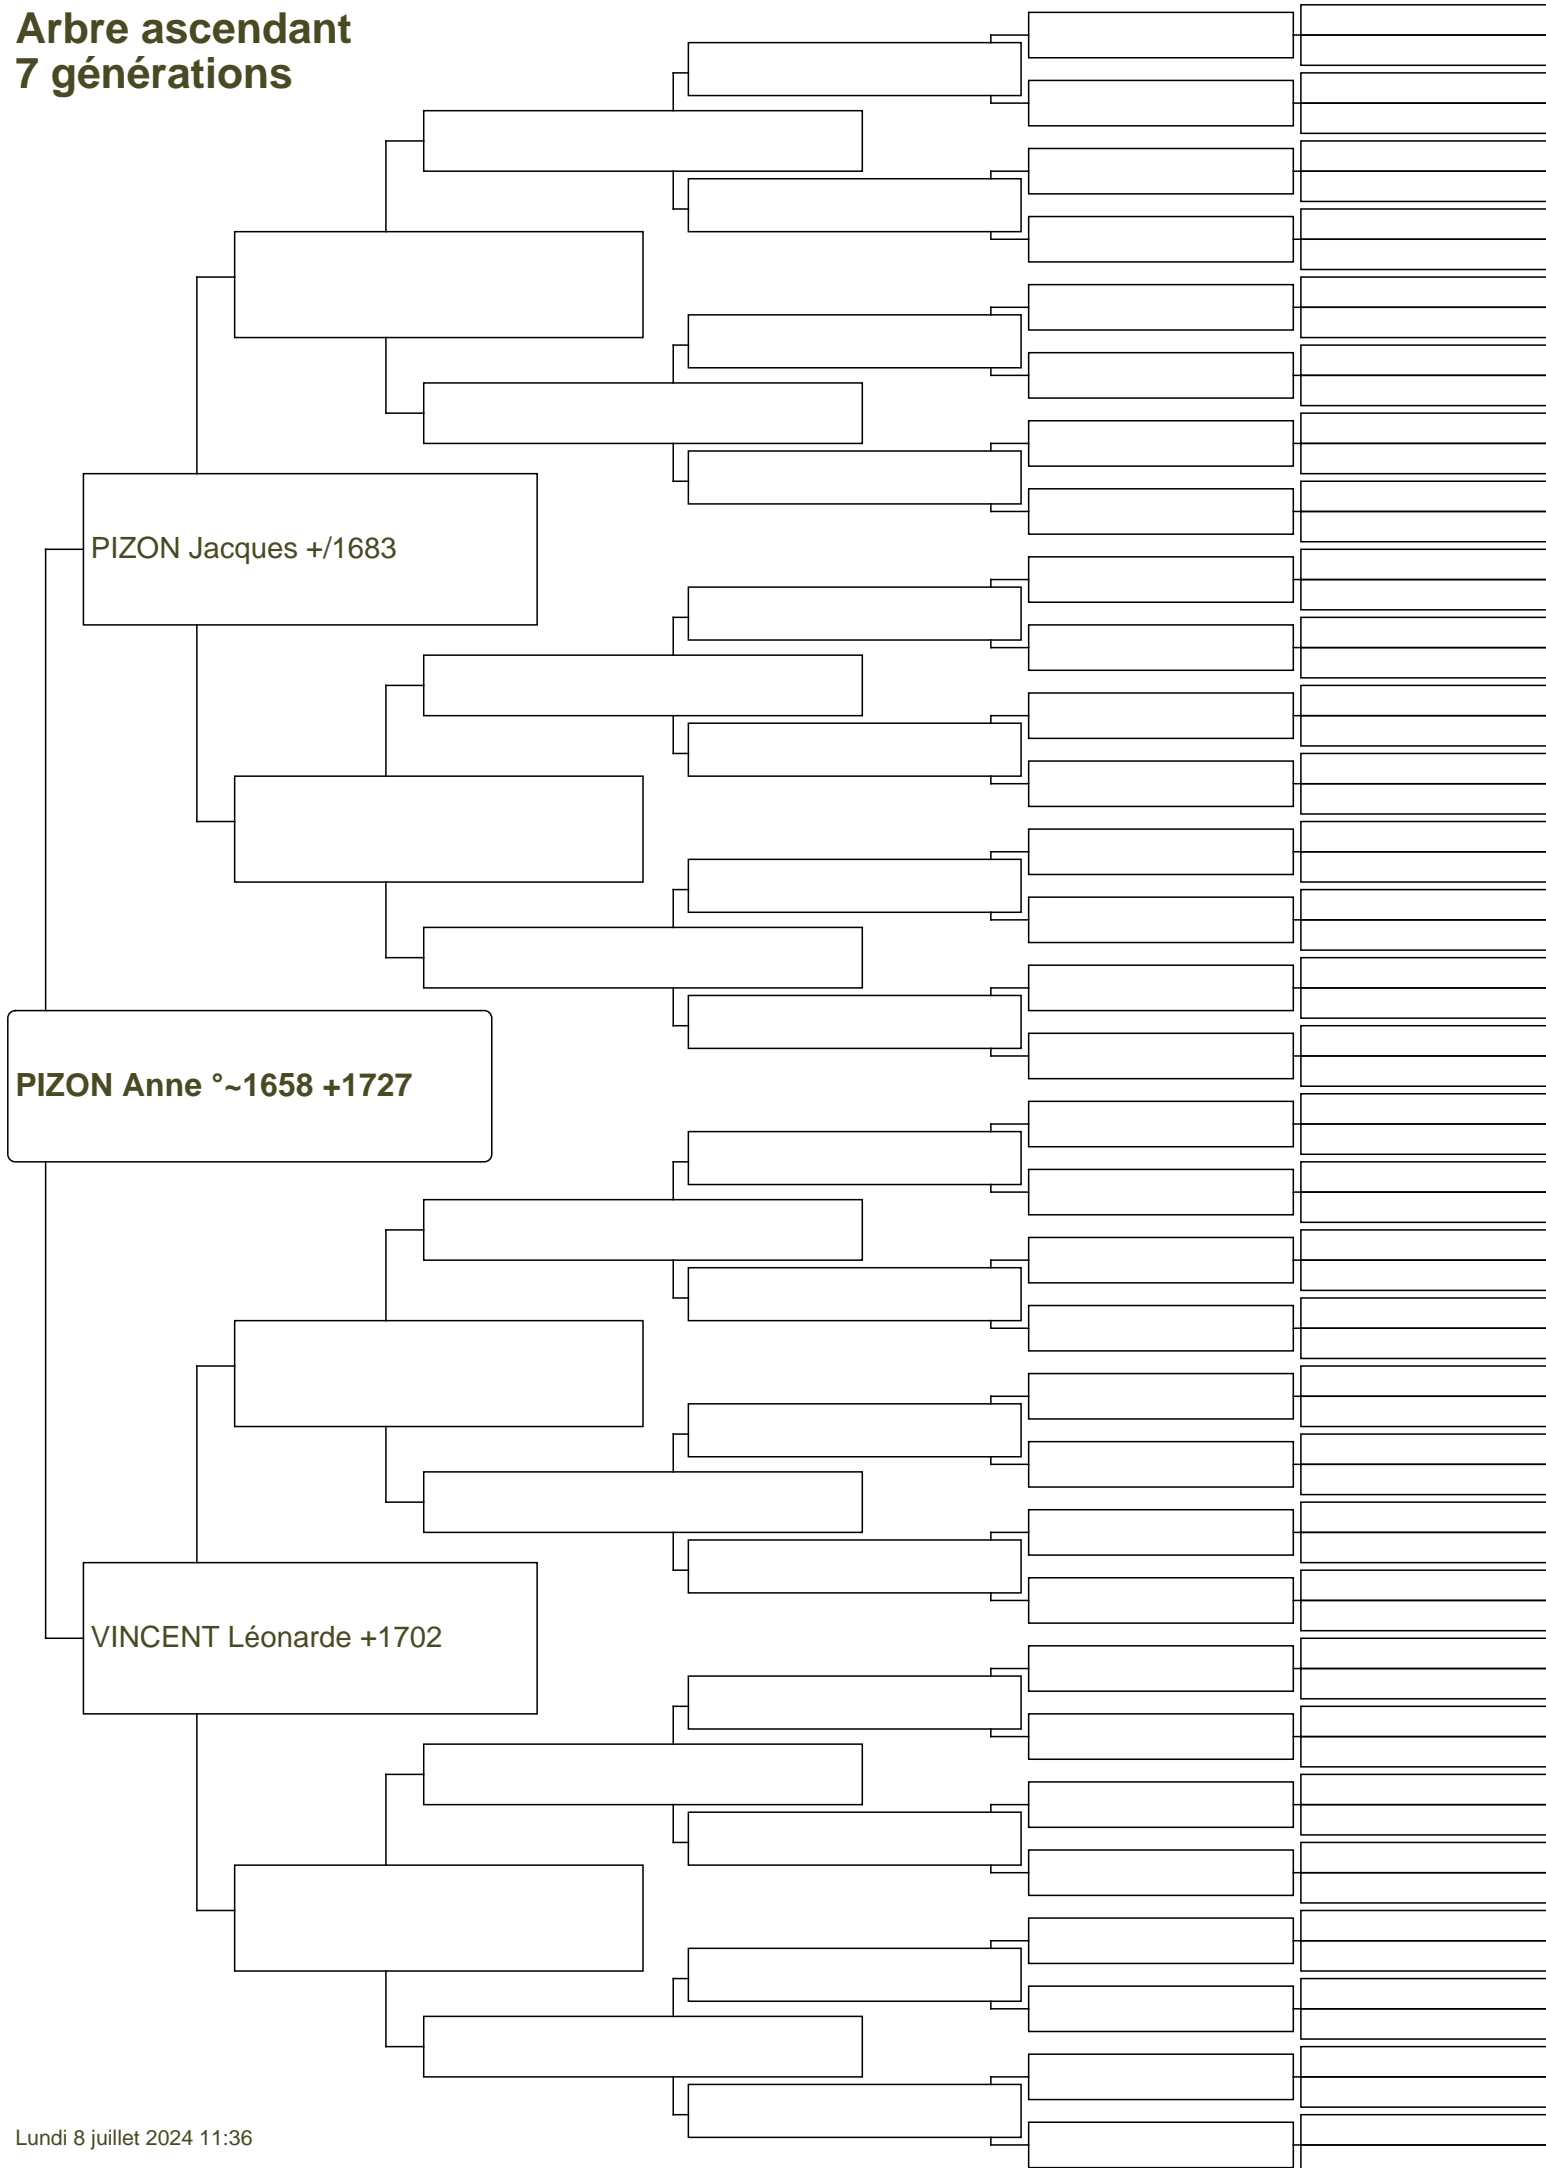 Arbre ascendant
7 générations
PIZON Jacques +/1683
PIZON Anne °~1658 +1727
VINCENT Léonarde +1702
Lundi 8 juillet 2024 11:36